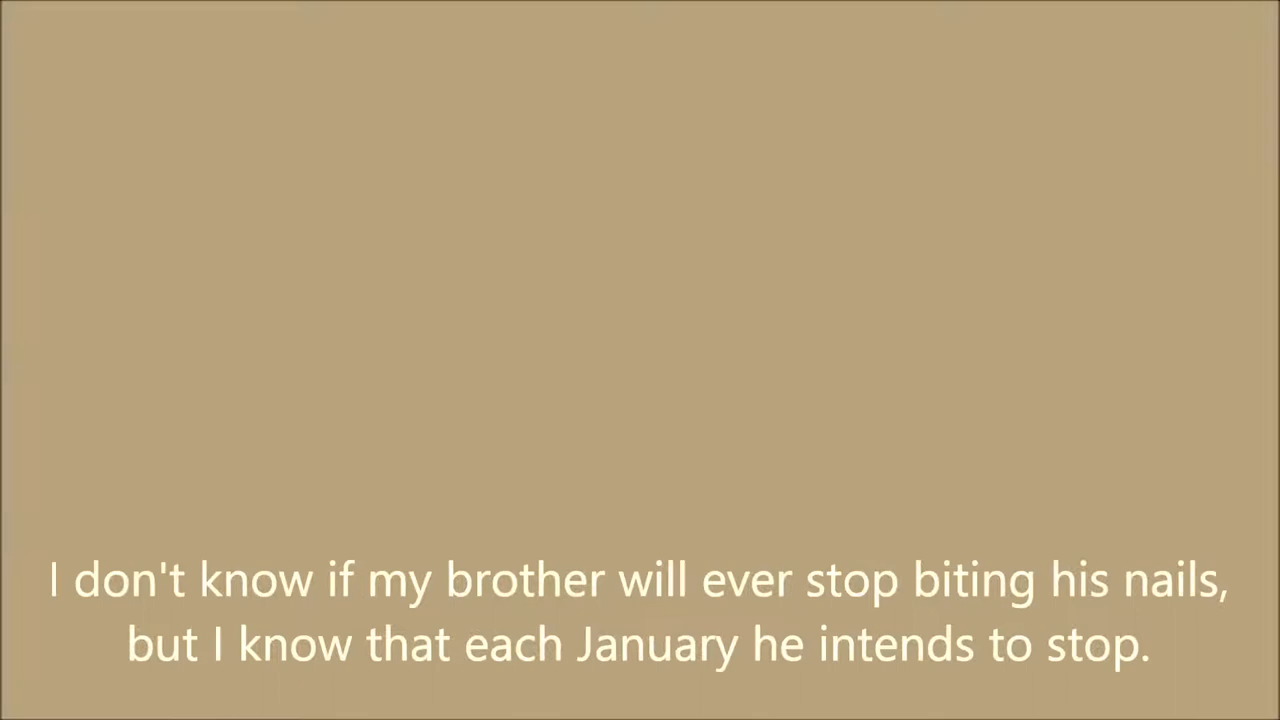 I don't know if my brother will ever stop biting his nails,
but I know that each January he intends to stop.